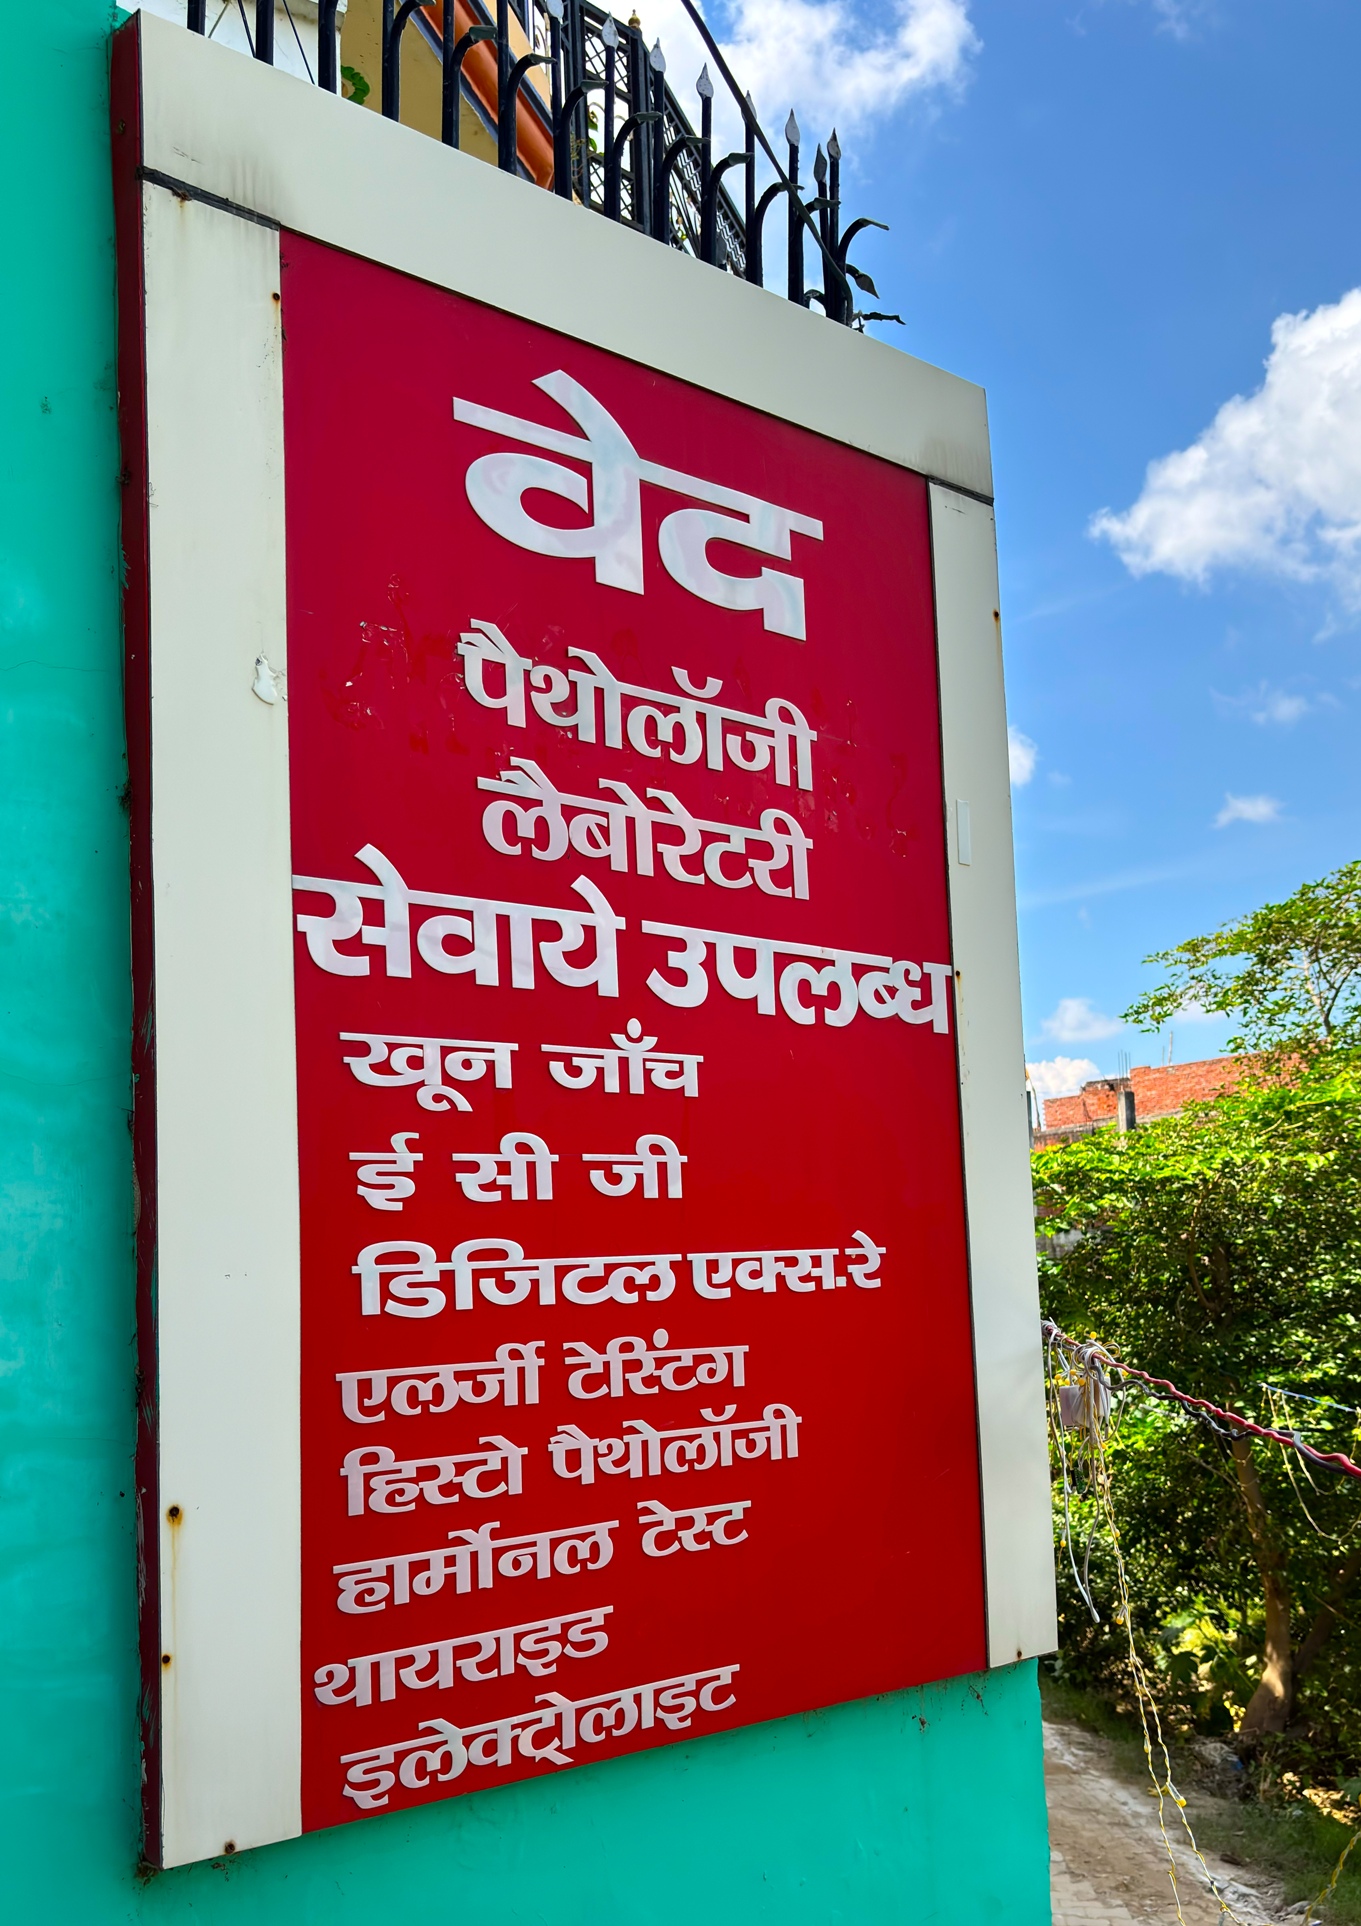 वेद
पैथोलॉजी
लैबोरेटरी
सेवाये उपलब्ध
खून जाँच
ई सी जी
डिजिटल एक्स.रे
एलर्जी टेस्टिंग
हिस्टो पैथोलॉजी
हार्मोनल टेस्ट
थायराइड
इलेक्ट्रोलाइट